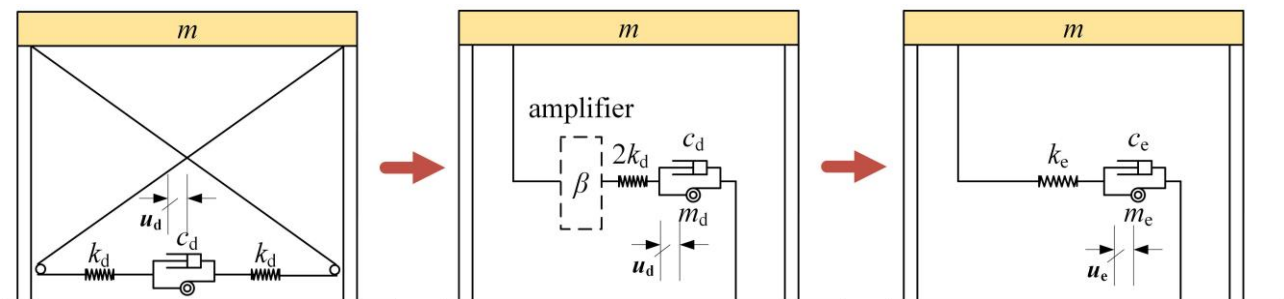 m
u_d
k_d
c_d
k_d
m
amplifier
β
2k_d
c_d
m_d
u_d
m
k_e
c_e
m_e
u_e